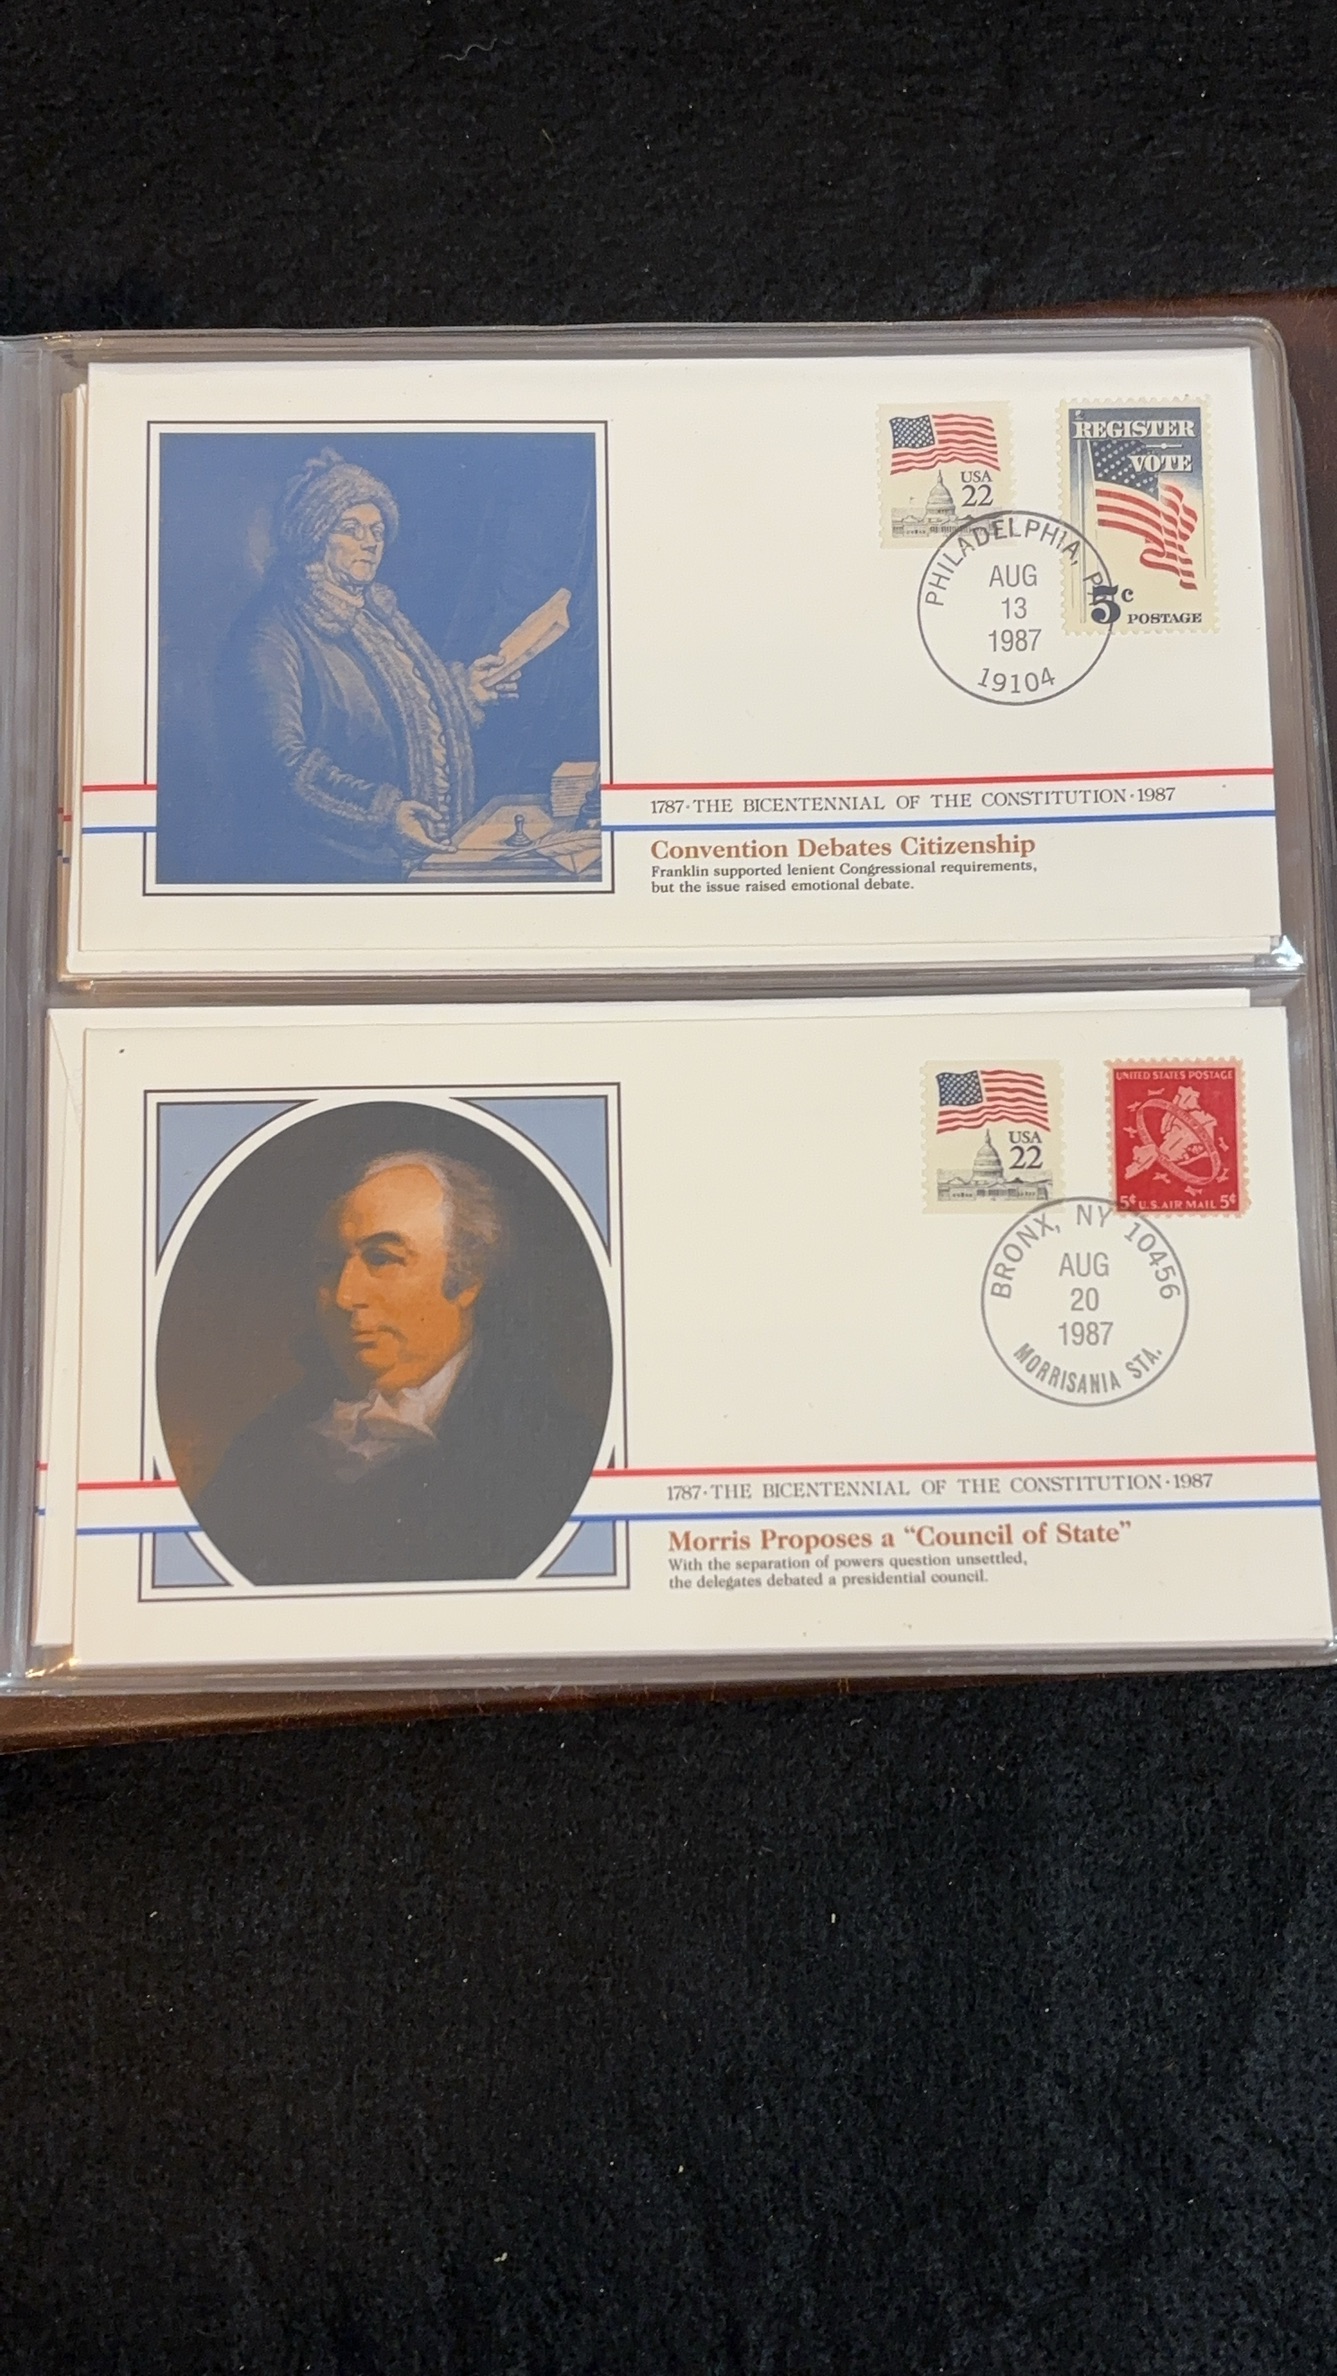 USA
22
REGISTER
VOTE
5c
POSTAGE
PHILADELPHIA, PA
AUG
13
1987
19104
1787·THE BICENTENNIAL OF THE CONSTITUTION·1987
Convention Debates Citizenship
Franklin supported lenient Congressional requirements,
but the issue raised emotional debate.
USA
22
UNITED STATES POSTAGE
5¢ U.S. AIR MAIL 5¢
BRONX, NY 10456
AUG
20
1987
MORRISANIA STA.
1787·THE BICENTENNIAL OF THE CONSTITUTION·1987
Morris Proposes a “Council of State”
With the separation of powers question unsettled,
the delegates debated a presidential council.